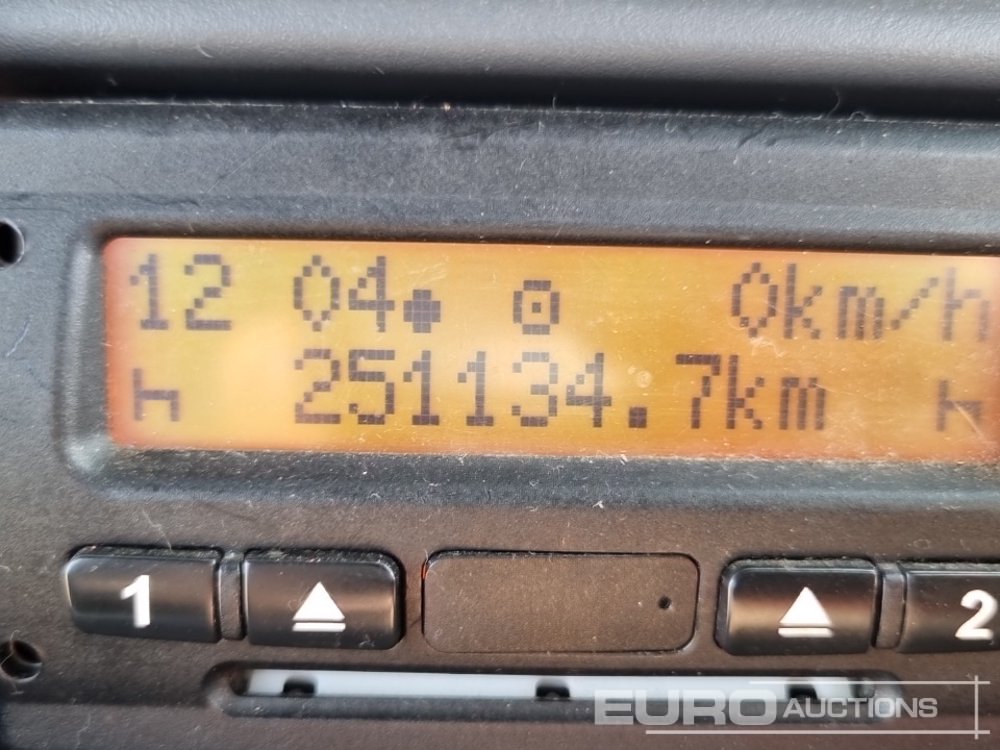 12 04 0km/h
251134.7km
1 2
EURO AUCTIONS